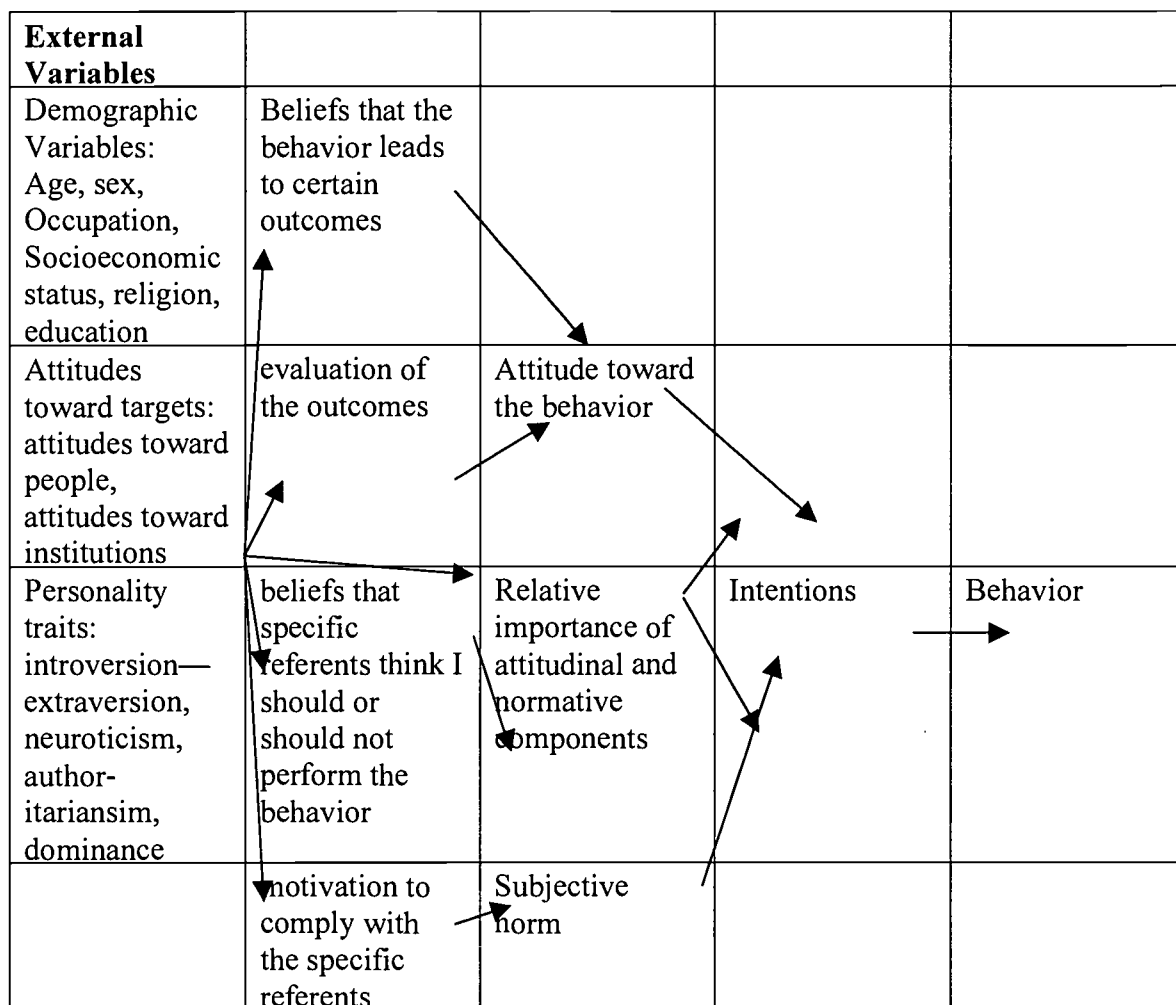 External
Variables
Demographic
Variables:
Age, sex,
Occupation,
Socioeconomic
status, religion,
education
Beliefs that the
behavior leads
to certain
outcomes
Attitudes
toward targets:
attitudes toward
people,
attitudes toward
institutions
evaluation of
the outcomes
Attitude toward
the behavior
Personality
traits:
introversion—
extraversion,
neuroticism,
author-
itariansim,
dominance
beliefs that
specific
referents think I
should or
should not
perform the
behavior
Relative
importance of
attitudinal and
normative
components
Intentions
Behavior
motivation to
comply with
the specific
referents
Subjective
norm